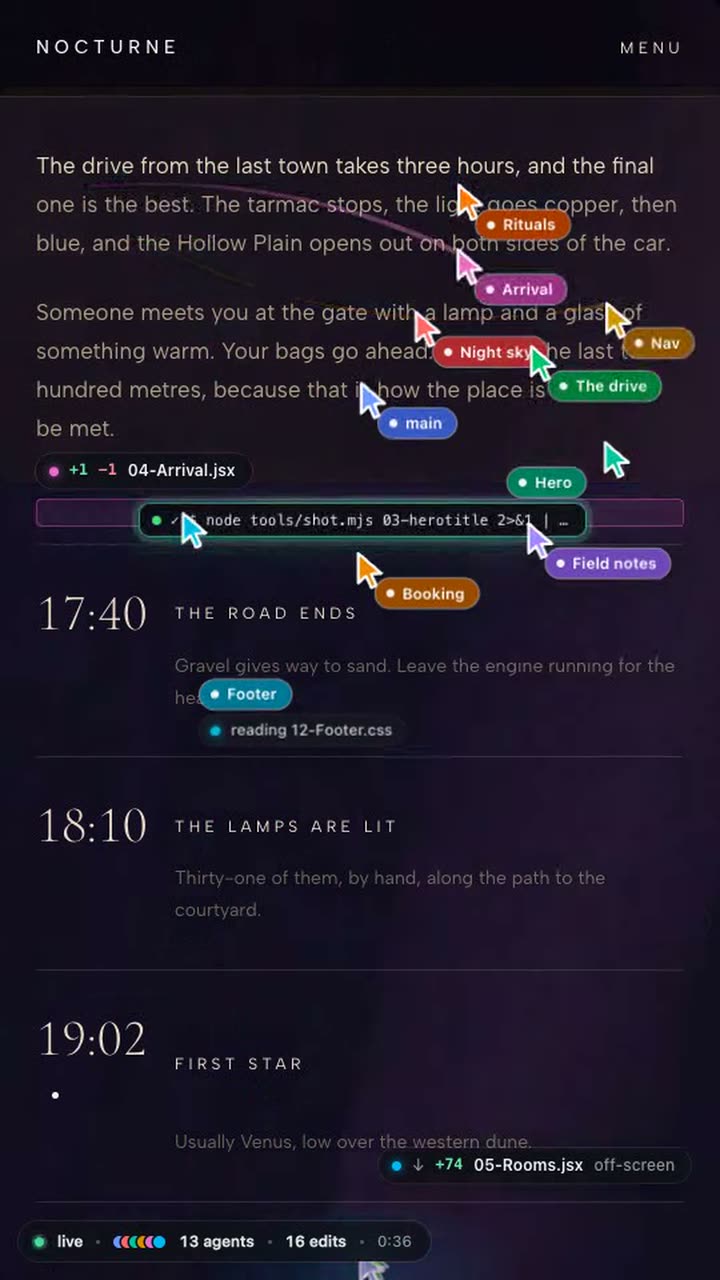 NOCTURNE
MENU
The drive from the last town takes three hours, and the final
one is the best. The tarmac stops, the goes copper, then
Rituals
blue, and the Hollow Plain opens out on both sides of the car.
Arrival
Someone meets you at the gate with a lamp and a glass of
Nav
something warm. Your bags go ahead. the last
Night sky
The drive
hundred metres, because that is how the place is
main
be met.
+1 −1 04-Arrival.jsx
Hero
node tools/shot.mjs 03-herotitle 2>&1 | …
Field notes
Booking
17:40 THE ROAD ENDS
Gravel gives way to sand. Leave the engine running for the
Footer
reading 12-Footer.css
18:10 THE LAMPS ARE LIT
Thirty-one of them, by hand, along the path to the
courtyard.
19:02 FIRST STAR
Usually Venus, low over the western dune.
↓ +74 05-Rooms.jsx off-screen
live • 13 agents • 16 edits • 0:36